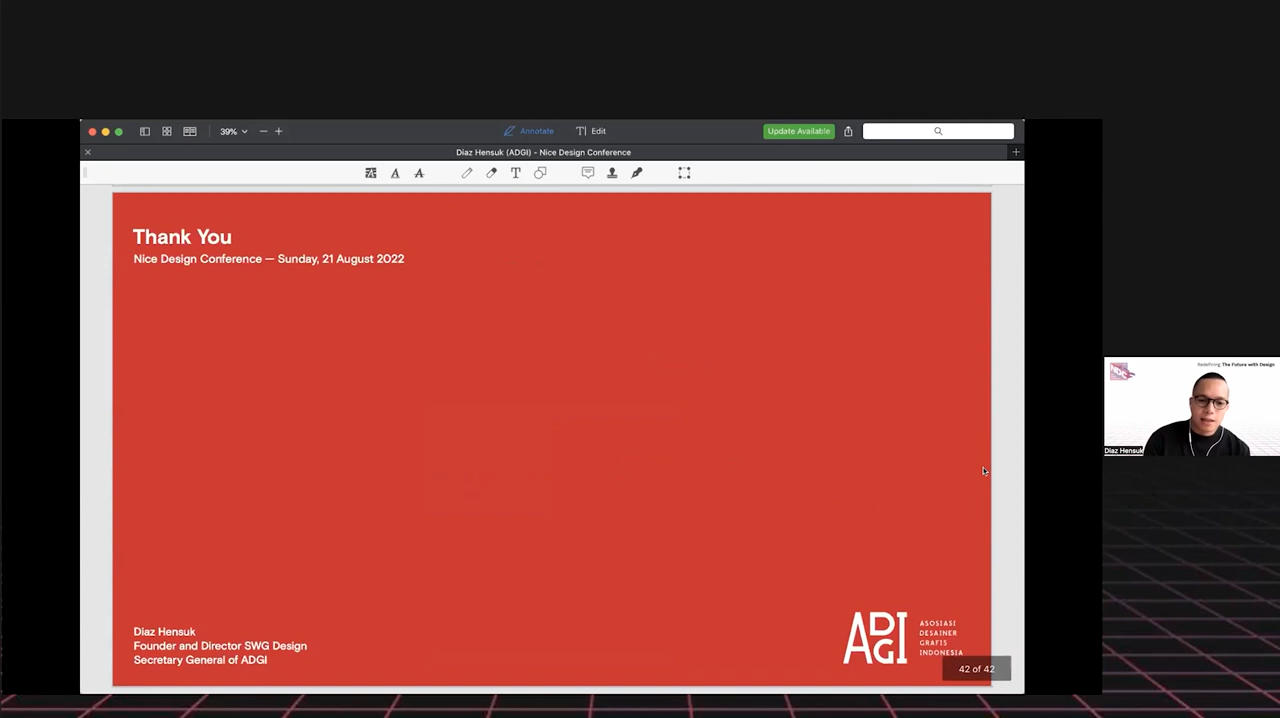 39%
Annotate
Edit
Update Available
Diaz Hensuk (ADGI) - Nice Design Conference
Thank You
Nice Design Conference — Sunday, 21 August 2022
Diaz Hensuk
Founder and Director SWG Design
Secretary General of ADGI
ADGI
ASOSIASI
DESAINER
GRAFIS
INDONESIA
42 of 42
Redefining The Future with Design
Diaz Hensuk